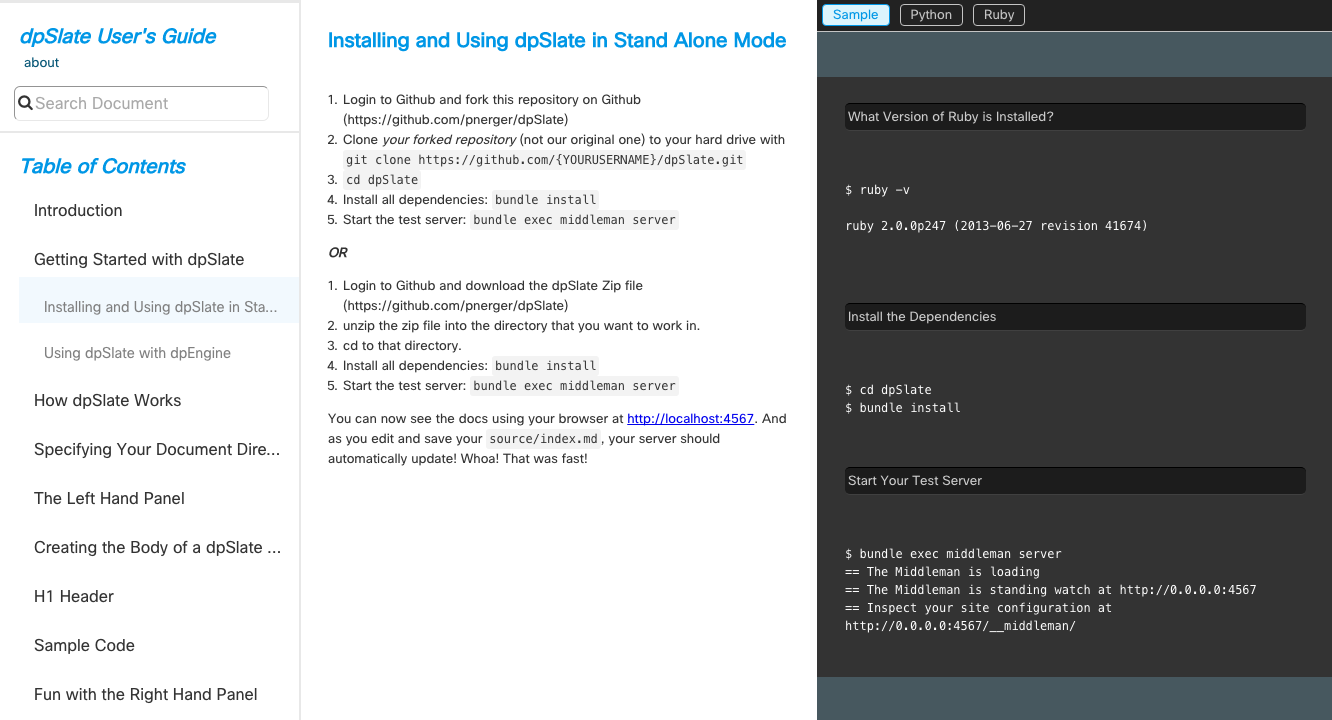 dpSlate User's Guide
about
Search Document
Table of Contents
Introduction
Getting Started with dpSlate
Installing and Using dpSlate in Sta...
Using dpSlate with dpEngine
How dpSlate Works
Specifying Your Document Dire...
The Left Hand Panel
Creating the Body of a dpSlate ...
H1 Header
Sample Code
Fun with the Right Hand Panel
Installing and Using dpSlate in Stand Alone Mode
1. Login to Github and fork this repository on Github
(https://github.com/pnerger/dpSlate)
2. Clone your forked repository (not our original one) to your hard drive with
git clone https://github.com/{YOURUSERNAME}/dpSlate.git
3. cd dpSlate
4. Install all dependencies: bundle install
5. Start the test server: bundle exec middleman server
OR
1. Login to Github and download the dpSlate Zip file
(https://github.com/pnerger/dpSlate)
2. unzip the zip file into the directory that you want to work in.
3. cd to that directory.
4. Install all dependencies: bundle install
5. Start the test server: bundle exec middleman server
You can now see the docs using your browser at http://localhost:4567. And
as you edit and save your source/index.md, your server should
automatically update! Whoa! That was fast!
Sample Python Ruby
What Version of Ruby is Installed?
$ ruby -v
ruby 2.0.0p247 (2013-06-27 revision 41674)
Install the Dependencies
$ cd dpSlate
$ bundle install
Start Your Test Server
$ bundle exec middleman server
== The Middleman is loading
== The Middleman is standing watch at http://0.0.0.0:4567
== Inspect your site configuration at
http://0.0.0.0:4567/__middleman/